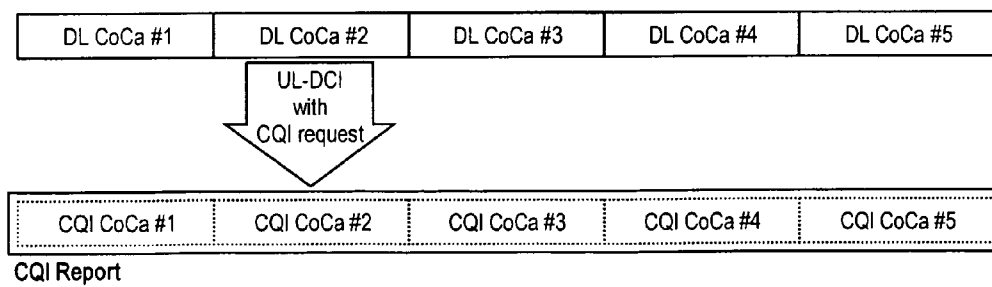 DL CoCa #1 DL CoCa #2 DL CoCa #3 DL CoCa #4 DL CoCa #5
UL-DCI
with
CQI request
CQI CoCa #1 CQI CoCa #2 CQI CoCa #3 CQI CoCa #4 CQI CoCa #5
CQI Report